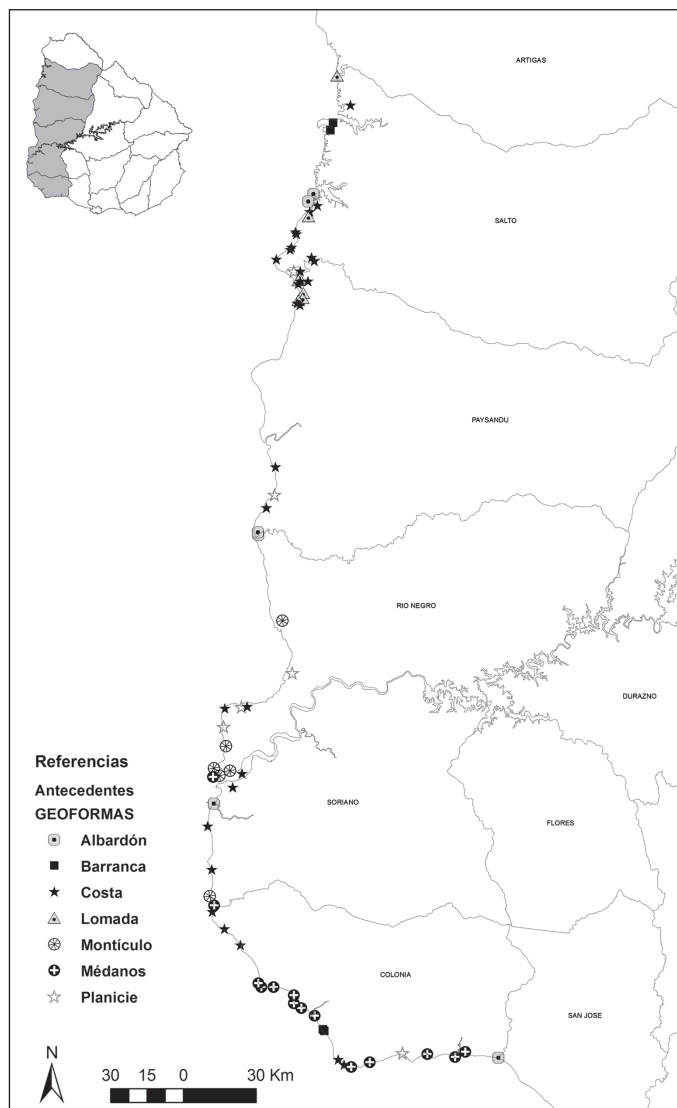 ARTIGAS
SALTO
PAYSANDU
RIO NEGRO
DURAZNO
SORIANO
FLORES
COLONIA
SAN JOSE
Referencias
Antecedentes
GEOFORMAS
Albardón
Barranca
Costa
Lomada
Montículo
Médanos
Planicie
N
30 15 0 30 Km